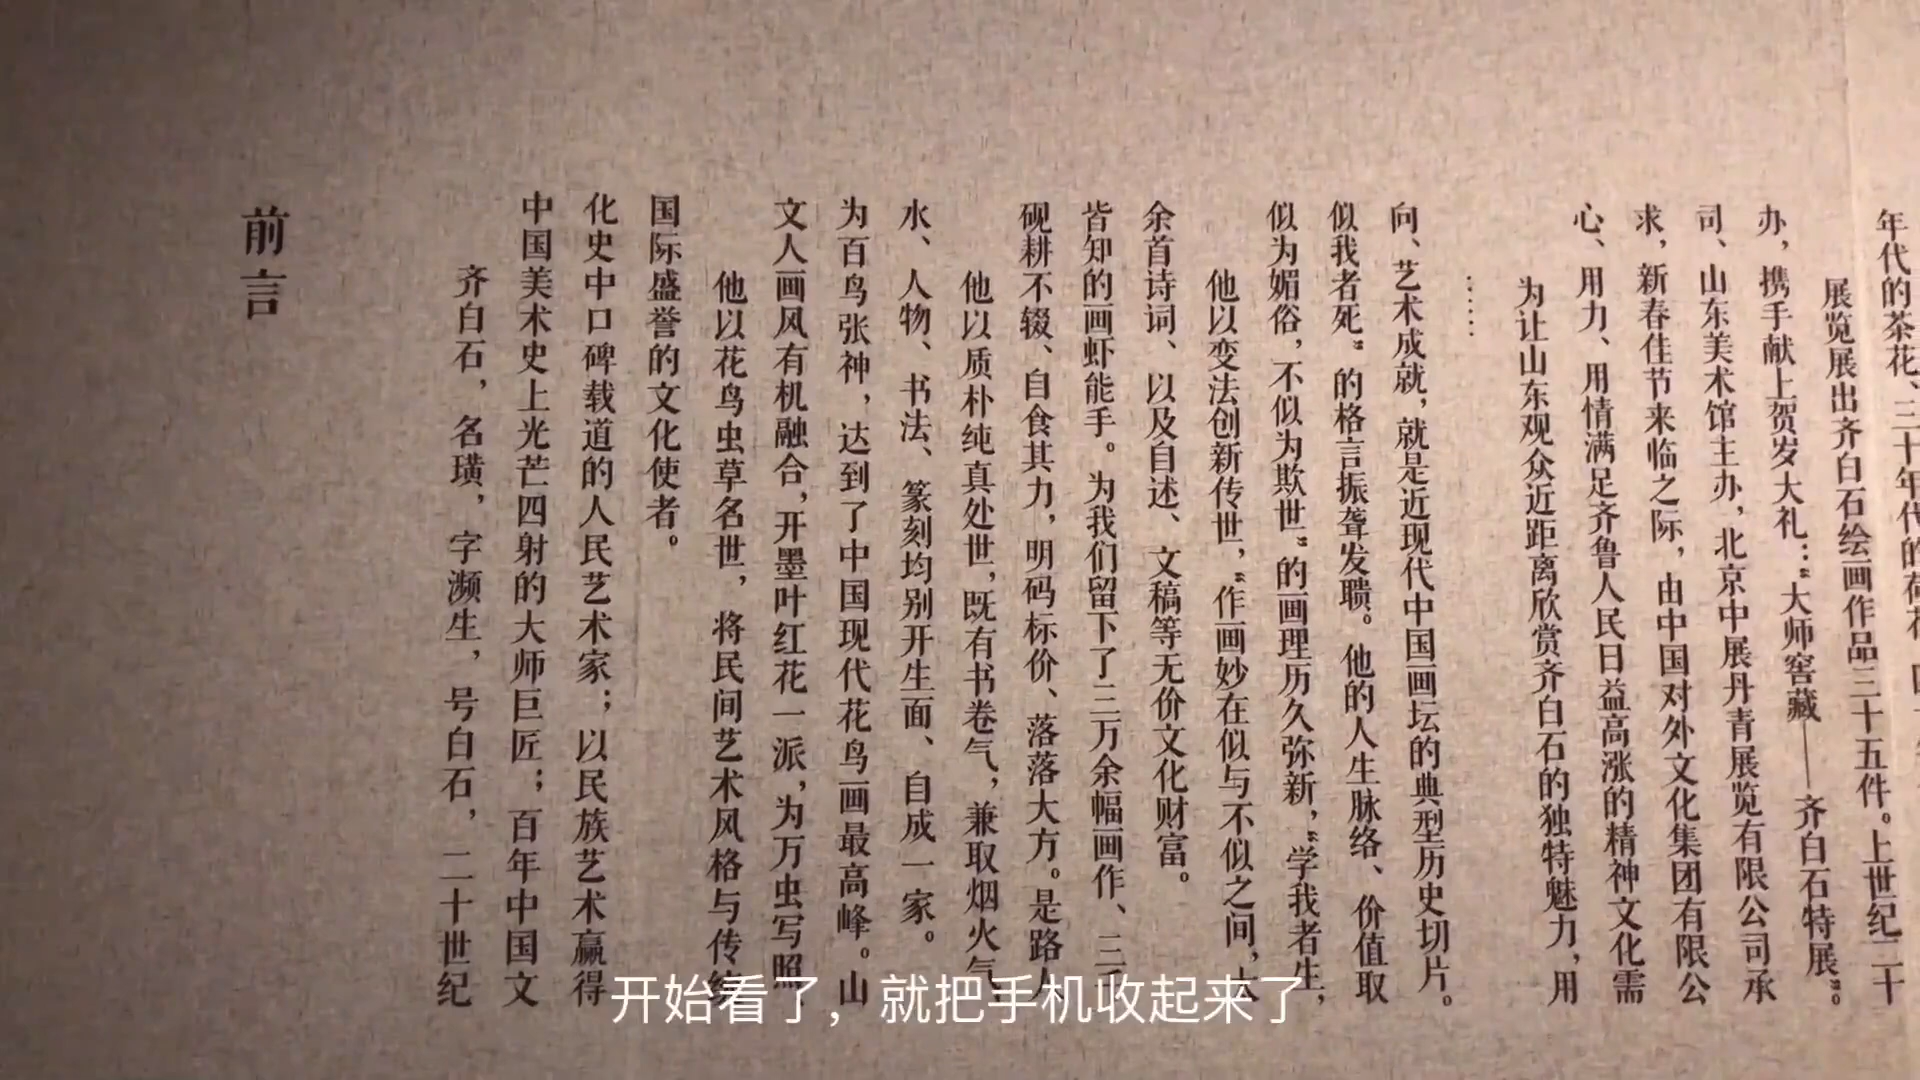 前言
齐白石，名璜，字濒生，号白石，二十世纪
中国美术史上光芒四射的大师巨匠；百年中国文
化史中口碑载道的人民艺术家；以民族艺术赢得
国际盛誉的文化使者。
他以花鸟虫草名世，将民间艺术风格与传统
文人画风有机融合，开墨叶红花一派，为万虫写照，
为百鸟张神，达到了中国现代花鸟画最高峰。山
水、人物、书法、篆刻均别开生面、自成一家。
他以质朴纯真处世，既有书卷气，兼取烟火气，
砚耕不辍、自食其力，明码标价、落落大方。是路人
皆知的画虾能手。为我们留下了三万余幅画作、三千
余首诗词、以及自述、文稿等无价文化财富。
他以变法创新传世，“作画妙在似与不似之间，太
似为媚俗，不似为欺世”的画理历久弥新，“学我者生，
似我者死”的格言振聋发聩。他的人生脉络、价值取
向、艺术成就，就是近现代中国画坛的典型历史切片。
……
为让山东观众近距离欣赏齐白石的独特魅力，用
心、用力、用情满足齐鲁人民日益高涨的精神文化需
求，新春佳节来临之际，由中国对外文化集团有限公
司、山东美术馆主办，北京中展丹青展览有限公司承
办，携手献上贺岁大礼：“大师窖藏——齐白石特展”。
展览展出齐白石绘画作品三十五件。上世纪二十
年代的茶花、三十年代的荷花
开始看了，就把手机收起来了